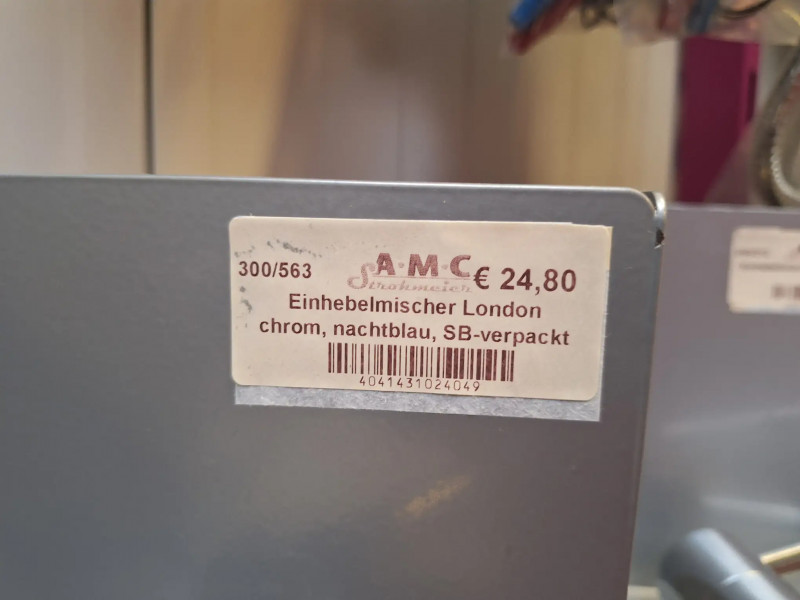 300/563 A·M·C € 24,80
Strohmeier
Einhebelmischer London
chrom, nachtblau, SB-verpackt
4041431024049